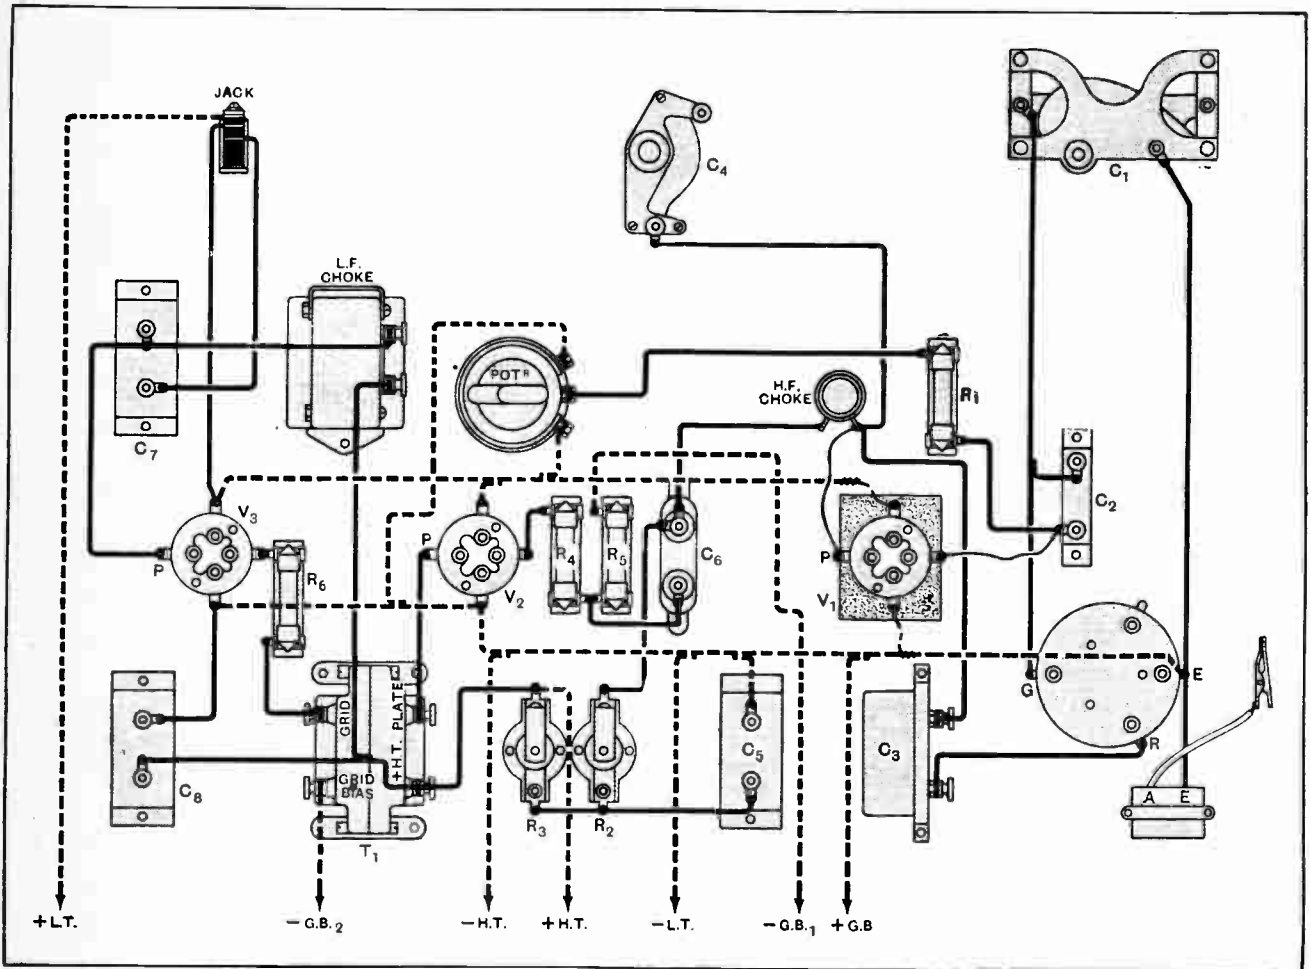 JACK
C4
C1
L.F.
CHOKE
POTR
H.F.
CHOKE
R1
C7
C2
V3
P
R6
P
V2
R4
R5
C6
P
V1
G
E
R
GRID
PLATE
+H.T.
GRID
BIAS
T1
C8
R3
R2
C5
C3
A
E
+L.T.
-G.B.2
-H.T.
+H.T.
-L.T.
-G.B.1
+G.B